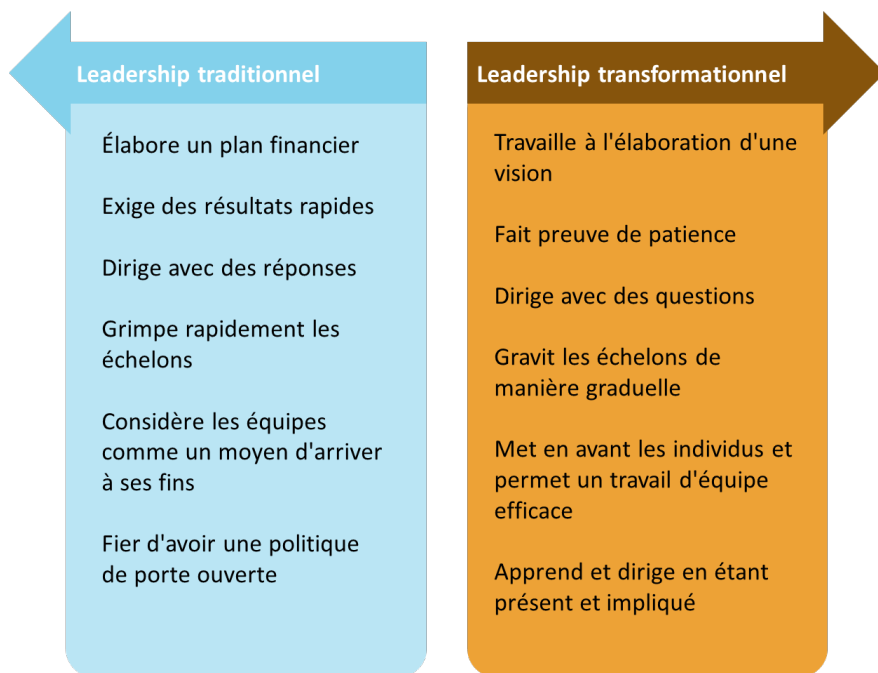 Leadership traditionnel
Élabore un plan financier
Exige des résultats rapides
Dirige avec des réponses
Grimpe rapidement les
échelons
Considère les équipes
comme un moyen d'arriver
à ses fins
Fier d'avoir une politique
de porte ouverte
Leadership transformationnel
Travaille à l'élaboration d'une
vision
Fait preuve de patience
Dirige avec des questions
Gravit les échelons de
manière graduelle
Met en avant les individus et
permet un travail d'équipe
efficace
Apprend et dirige en étant
présent et impliqué